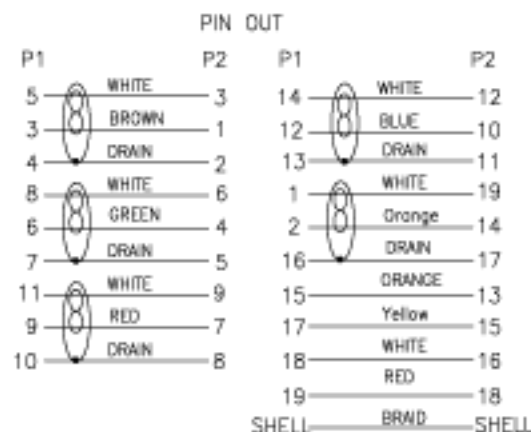 PIN OUT
P1 P2
5 WHITE 3
3 BROWN 1
4 DRAIN 2
8 WHITE 6
6 GREEN 4
7 DRAIN 5
11 WHITE 9
9 RED 7
10 DRAIN 8
P1 P2
14 WHITE 12
12 BLUE 10
13 DRAIN 11
1 WHITE 19
2 Orange 14
16 DRAIN 17
15 ORANGE 13
17 Yellow 15
18 WHITE 16
19 RED 18
SHELL BRAID SHELL